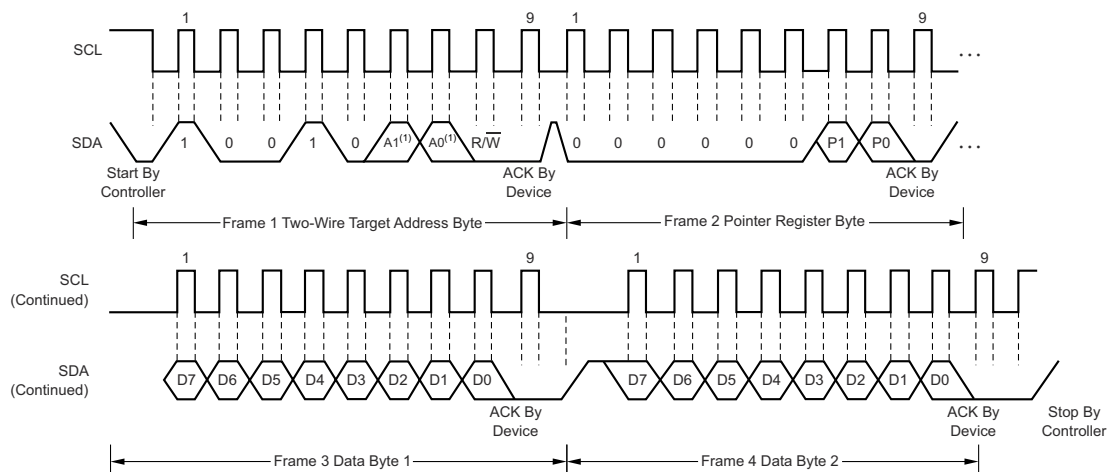 1 9 1 9
SCL …
SDA 1 0 0 1 0 A1(1) A0(1) R/W 0 0 0 0 0 0 P1 P0 …
Start By
Controller
ACK By
Device
ACK By
Device
Frame 1 Two-Wire Target Address Byte
Frame 2 Pointer Register Byte
1 9 1 9
SCL
(Continued)
SDA
(Continued)
D7 D6 D5 D4 D3 D2 D1 D0 D7 D6 D5 D4 D3 D2 D1 D0
ACK By
Device
ACK By
Device
Stop By
Controller
Frame 3 Data Byte 1
Frame 4 Data Byte 2